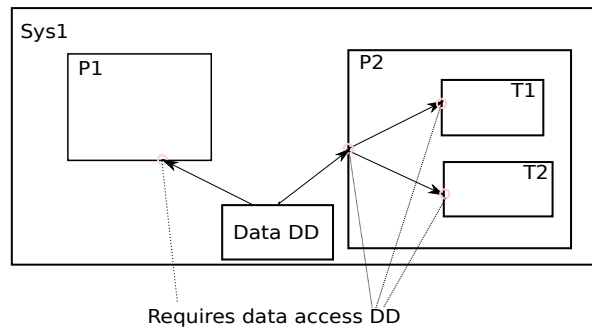 Sys1
P1
P2
T1
T2
Data DD
Requires data access DD